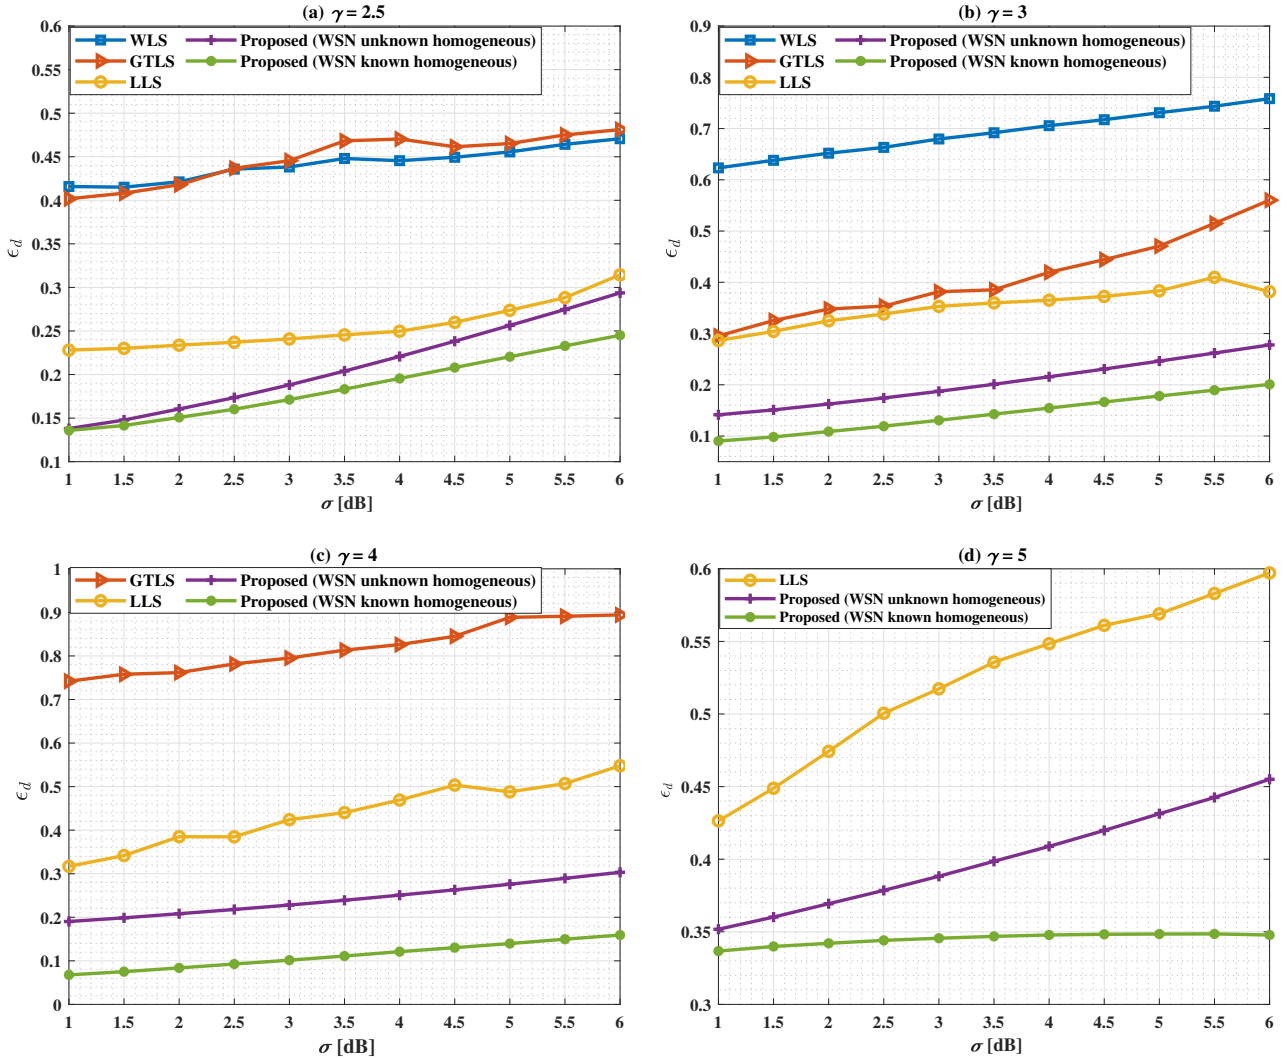 (a) γ = 2.5
WLS
GTLS
LLS
Proposed (WSN unknown homogeneous)
Proposed (WSN known homogeneous)
0.6
0.55
0.5
0.45
0.4
0.35
0.3
0.25
0.2
0.15
0.1
ϵd
1 1.5 2 2.5 3 3.5 4 4.5 5 5.5 6
σ [dB]
(b) γ = 3
WLS
GTLS
LLS
Proposed (WSN unknown homogeneous)
Proposed (WSN known homogeneous)
0.9
0.8
0.7
0.6
0.5
0.4
0.3
0.2
0.1
ϵd
1 1.5 2 2.5 3 3.5 4 4.5 5 5.5 6
σ [dB]
(c) γ = 4
GTLS
LLS
Proposed (WSN unknown homogeneous)
Proposed (WSN known homogeneous)
1
0.9
0.8
0.7
0.6
0.5
0.4
0.3
0.2
0.1
0
ϵd
1 1.5 2 2.5 3 3.5 4 4.5 5 5.5 6
σ [dB]
(d) γ = 5
LLS
Proposed (WSN unknown homogeneous)
Proposed (WSN known homogeneous)
0.6
0.55
0.5
0.45
0.4
0.35
0.3
ϵd
1 1.5 2 2.5 3 3.5 4 4.5 5 5.5 6
σ [dB]